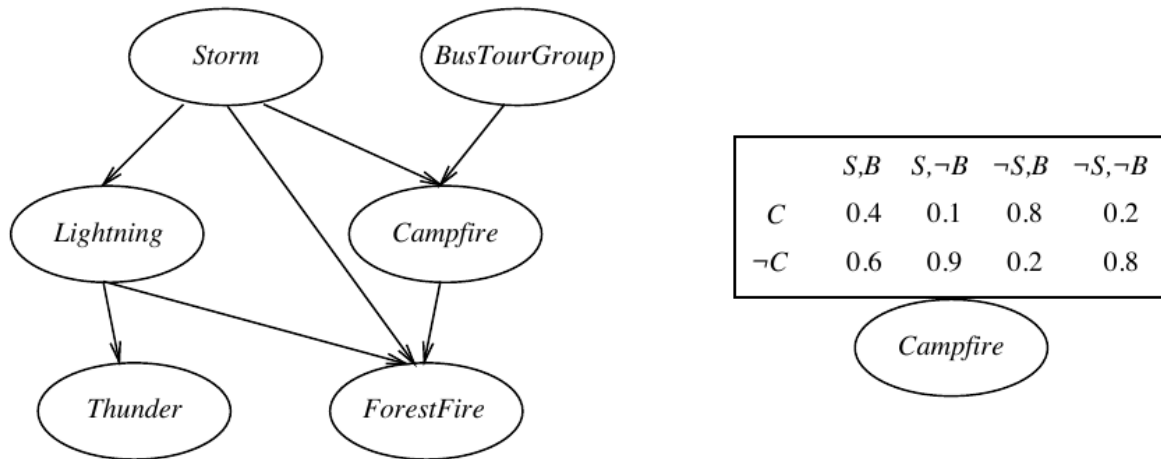 Storm
BusTourGroup
Lightning
Campfire
Thunder
ForestFire
S,B S,¬B ¬S,B ¬S,¬B
C 0.4 0.1 0.8 0.2
¬C 0.6 0.9 0.2 0.8
Campfire